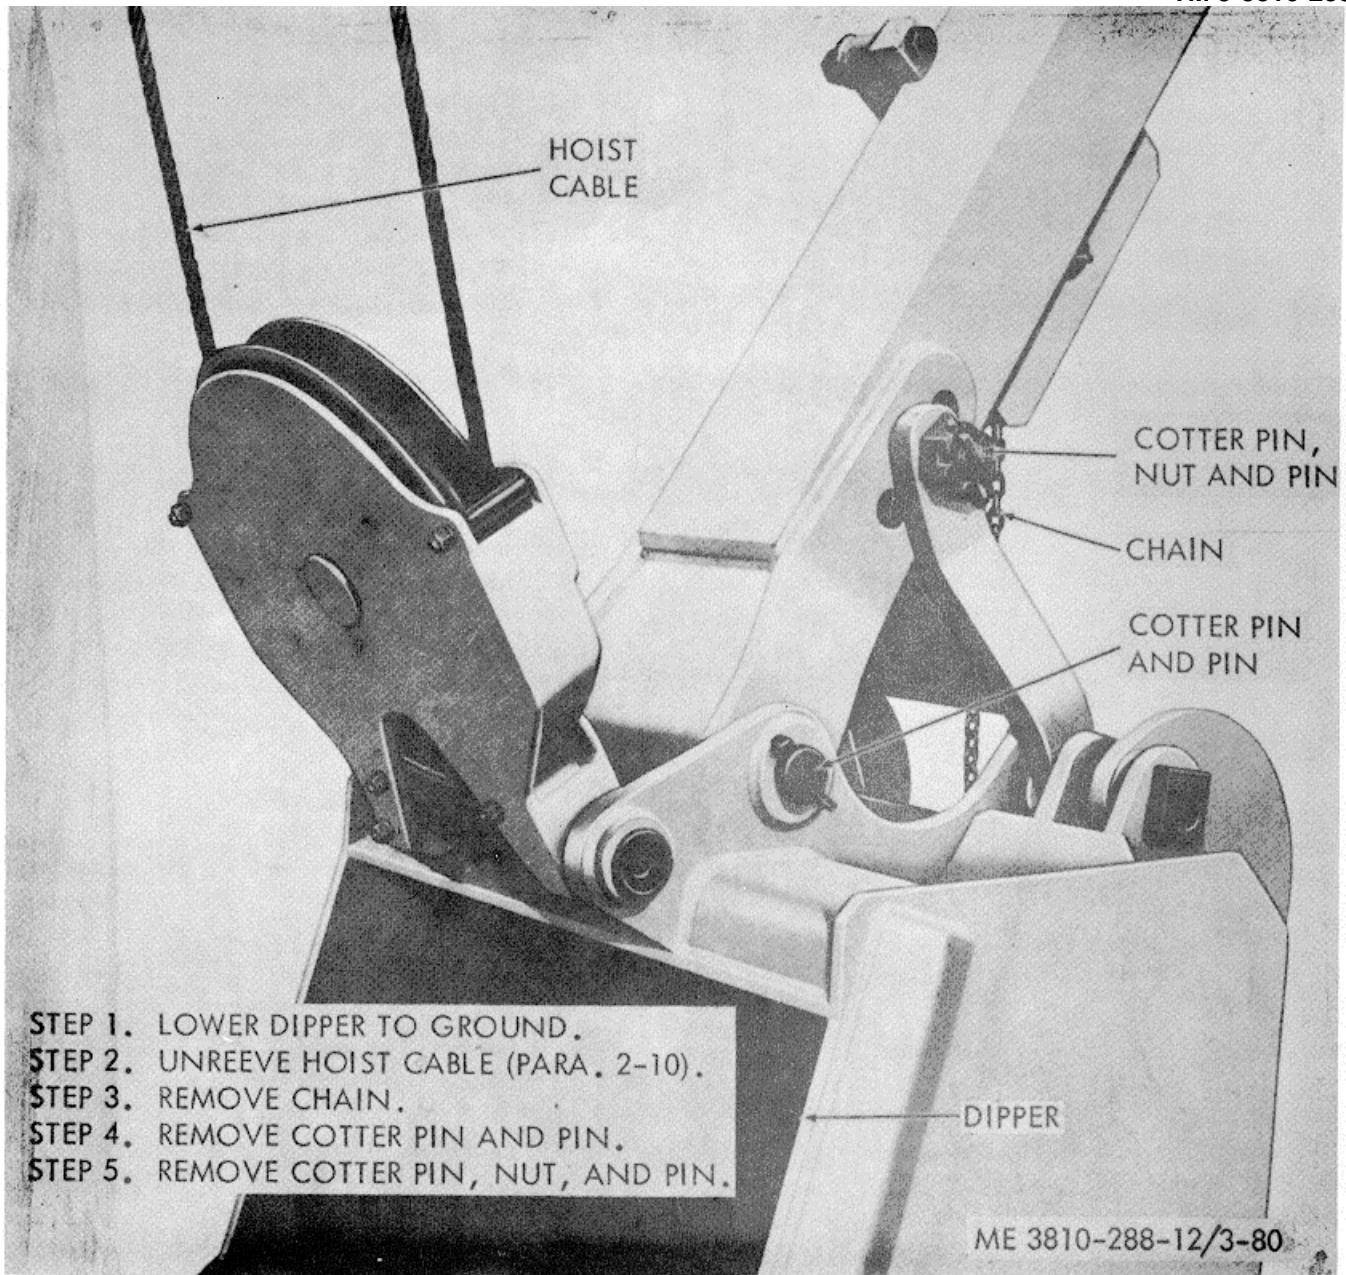 HOIST
CABLE
COTTER PIN,
NUT AND PIN
CHAIN
COTTER PIN
AND PIN
STEP 1. LOWER DIPPER TO GROUND.
STEP 2. UNREEVE HOIST CABLE (PARA. 2-10).
STEP 3. REMOVE CHAIN.
STEP 4. REMOVE COTTER PIN AND PIN.
STEP 5. REMOVE COTTER PIN, NUT, AND PIN.
DIPPER
ME 3810-288-12/3-80